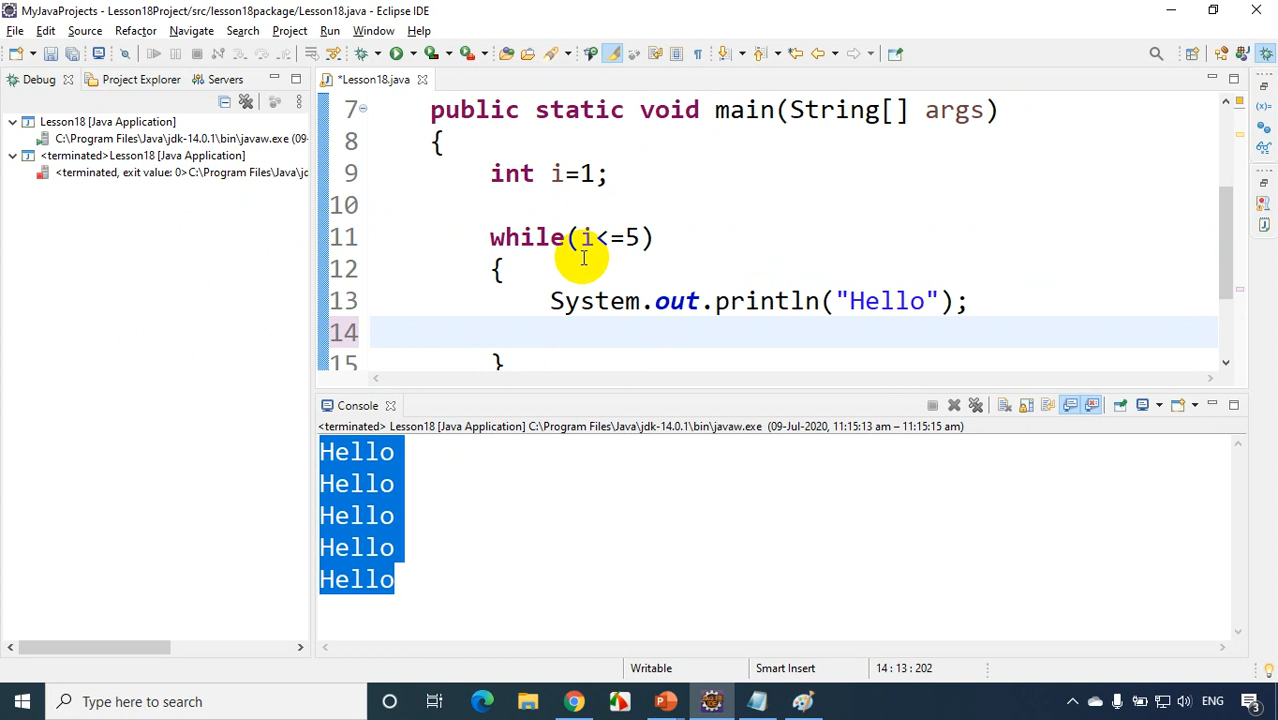 MyJavaProjects - Lesson18Project/src/lesson18package/Lesson18.java - Eclipse IDE
File Edit Source Refactor Navigate Search Project Run Window Help
Debug Project Explorer Servers
*Lesson18.java
Lesson18 [Java Application]
C:\Program Files\Java\jdk-14.0.1\bin\javaw.exe (09-
<terminated>Lesson18 [Java Application]
<terminated, exit value: 0>C:\Program Files\Java\jd
7 public static void main(String[] args)
8 {
9 int i=1;
10
11 while(i<=5)
12 {
13 System.out.println("Hello");
14
15 }
Console
<terminated> Lesson18 [Java Application] C:\Program Files\Java\jdk-14.0.1\bin\javaw.exe (09-Jul-2020, 11:15:13 am – 11:15:15 am)
Hello
Hello
Hello
Hello
Hello
Writable Smart Insert 14 : 13 : 202
Type here to search
ENG
3